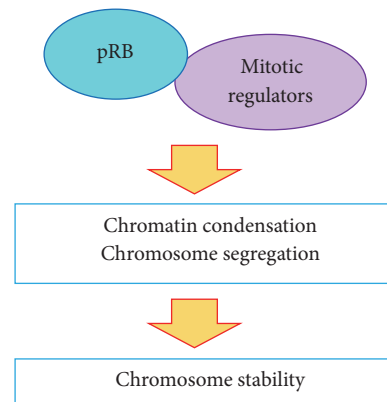 pRB
Mitotic
regulators
Chromatin condensation
Chromosome segregation
Chromosome stability